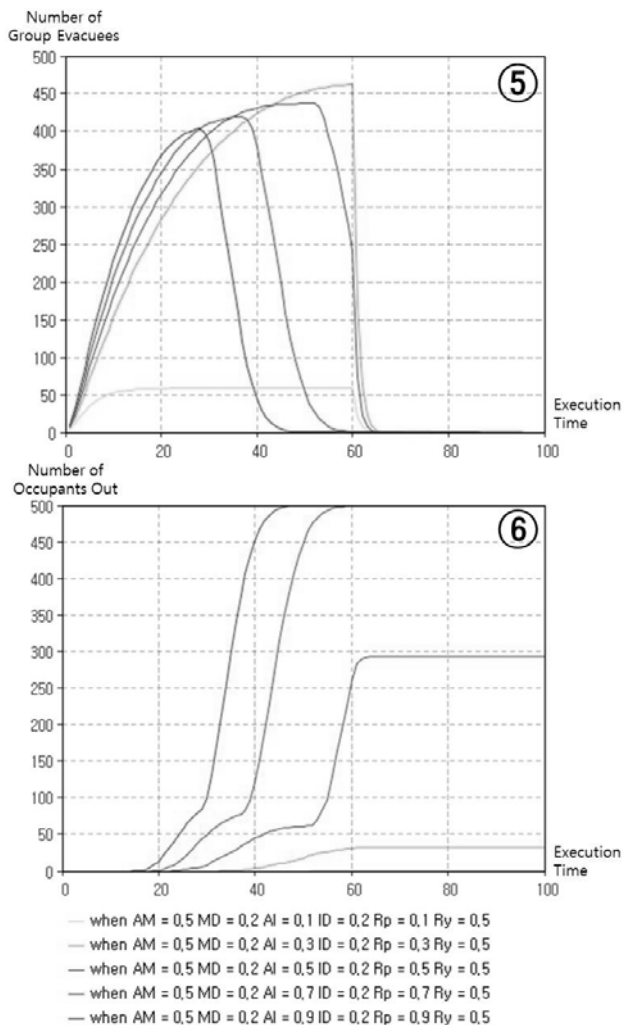 Number of
Group Evacuees
⑤
500
450
400
350
300
250
200
150
100
50
0
0 20 40 60 80 100
Execution
Time
Number of
Occupants Out
⑥
500
450
400
350
300
250
200
150
100
50
0
0 20 40 60 80 100
Execution
Time
when AM = 0,5 MD = 0,2 AI = 0,1 ID = 0,2 Rp = 0,1 Ry = 0,5
when AM = 0,5 MD = 0,2 AI = 0,3 ID = 0,2 Rp = 0,3 Ry = 0,5
when AM = 0,5 MD = 0,2 AI = 0,5 ID = 0,2 Rp = 0,5 Ry = 0,5
when AM = 0,5 MD = 0,2 AI = 0,7 ID = 0,2 Rp = 0,7 Ry = 0,5
when AM = 0,5 MD = 0,2 AI = 0,9 ID = 0,2 Rp = 0,9 Ry = 0,5